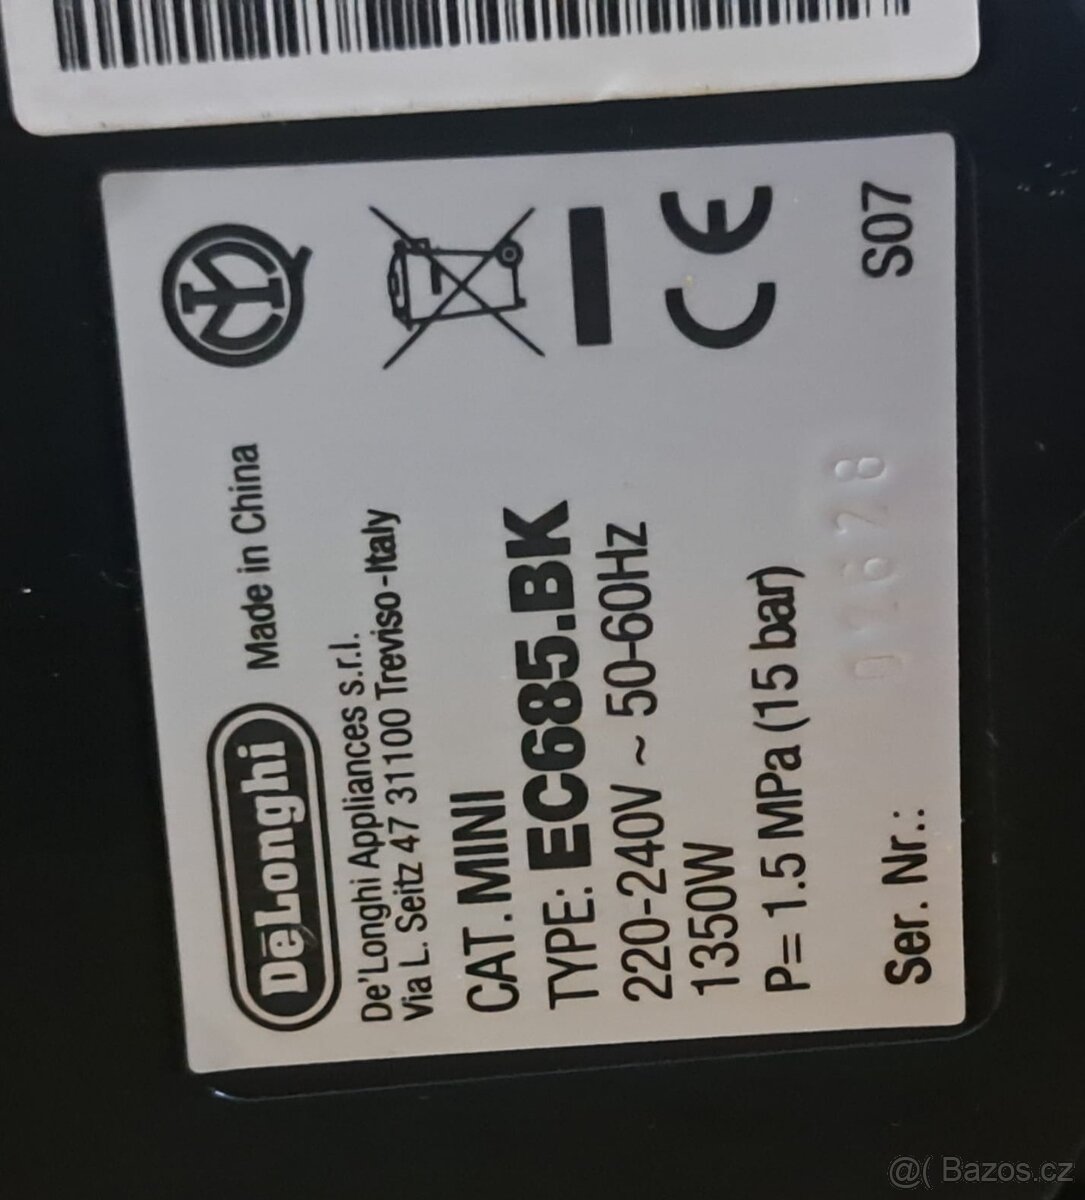 DeLonghi Made in China
De'Longhi Appliances s.r.l.
Via L. Seitz 47 31100 Treviso-Italy
CAT. MINI
TYPE: EC685.BK
220-240V ~ 50-60Hz
1350W
P= 1.5 MPa (15 bar)
Ser. Nr.: S07
CE
@( Bazos.cz